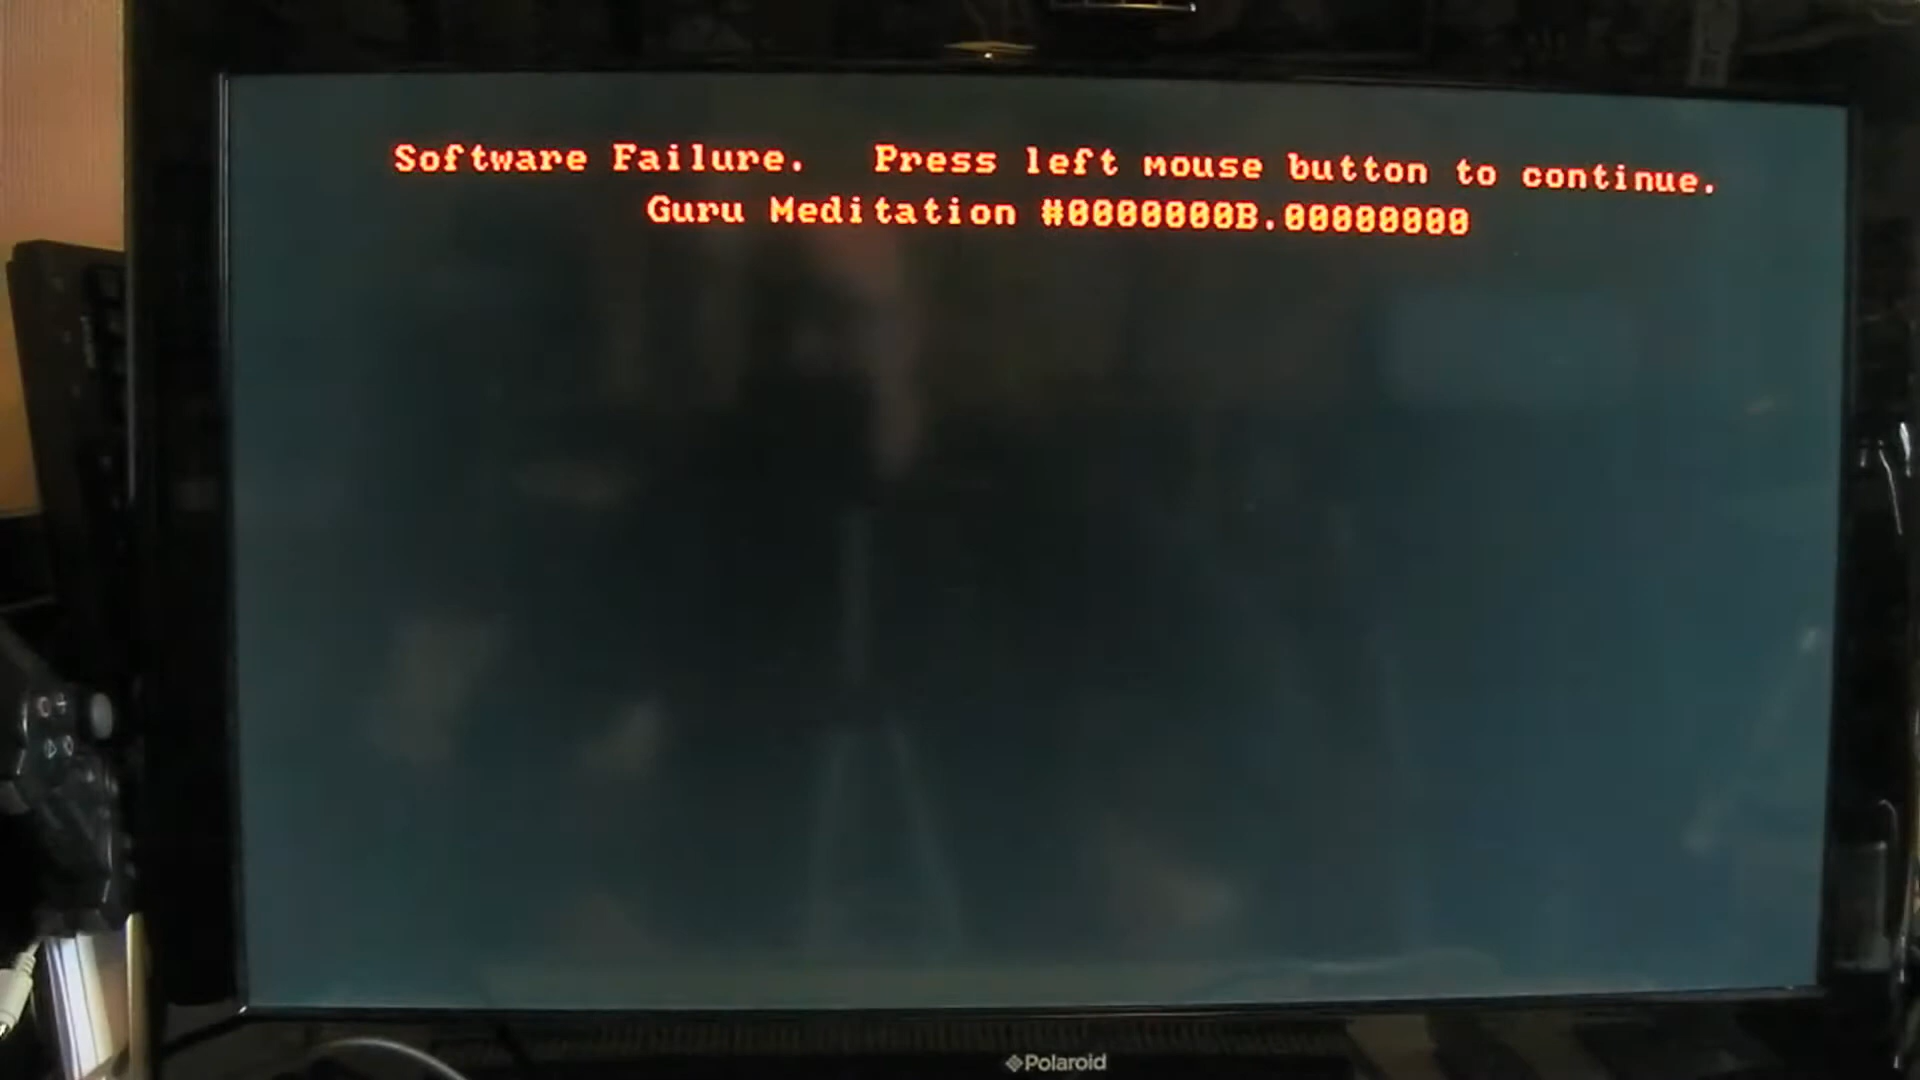 Software Failure. Press left mouse button to continue.
Guru Meditation #0000000B.00000000
Polaroid